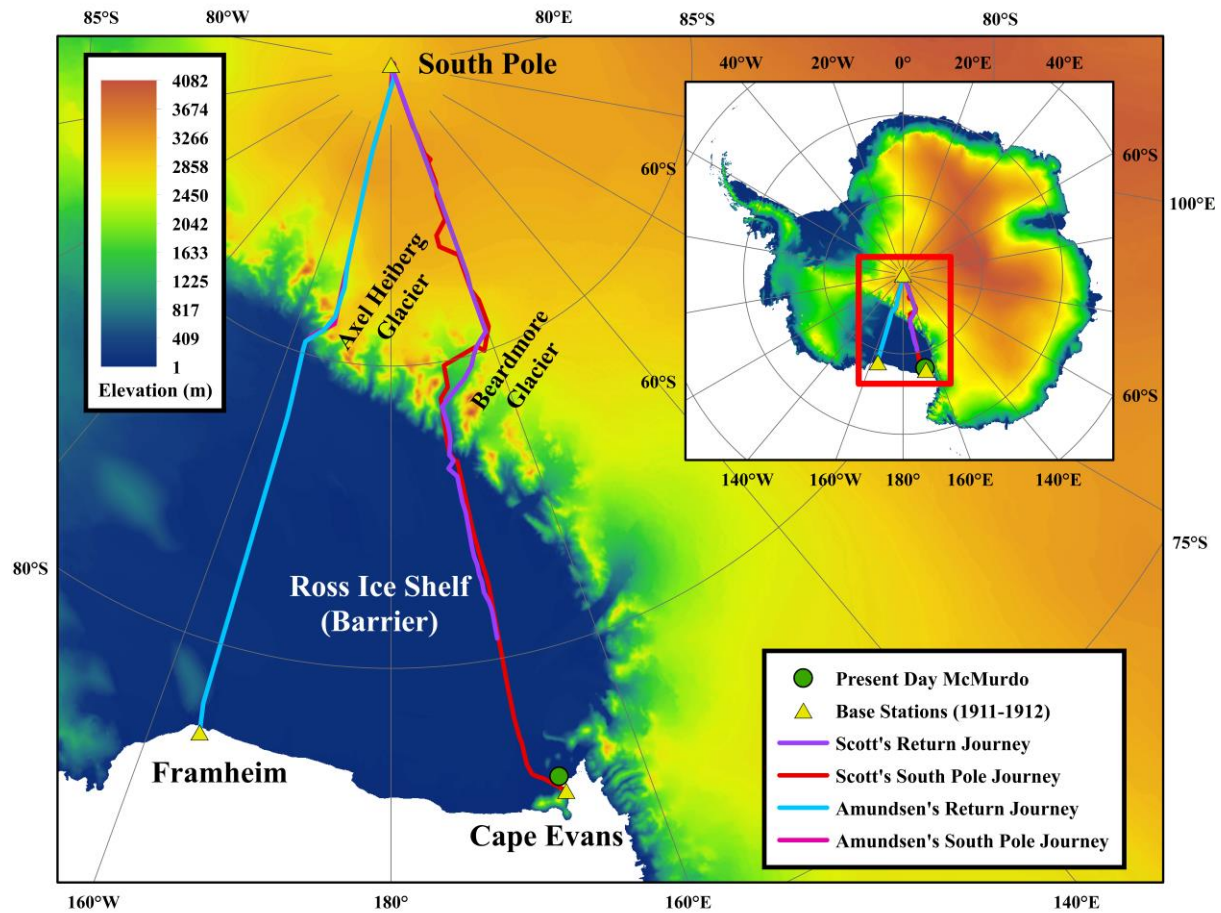 85°S
80°W
80°E
85°S
80°S
South Pole
4082
3674
3266
2858
2450
2042
1633
1225
817
409
1
Elevation (m)
40°W
20°W
0°
20°E
40°E
60°S
60°S
100°E
60°S
60°S
140°W
160°W
180°
160°E
140°E
Axel Heiberg
Glacier
Beardmore
Glacier
75°S
80°S
Ross Ice Shelf
(Barrier)
Framheim
Cape Evans
Present Day McMurdo
Base Stations (1911-1912)
Scott's Return Journey
Scott's South Pole Journey
Amundsen's Return Journey
Amundsen's South Pole Journey
160°W
180°
160°E
140°E